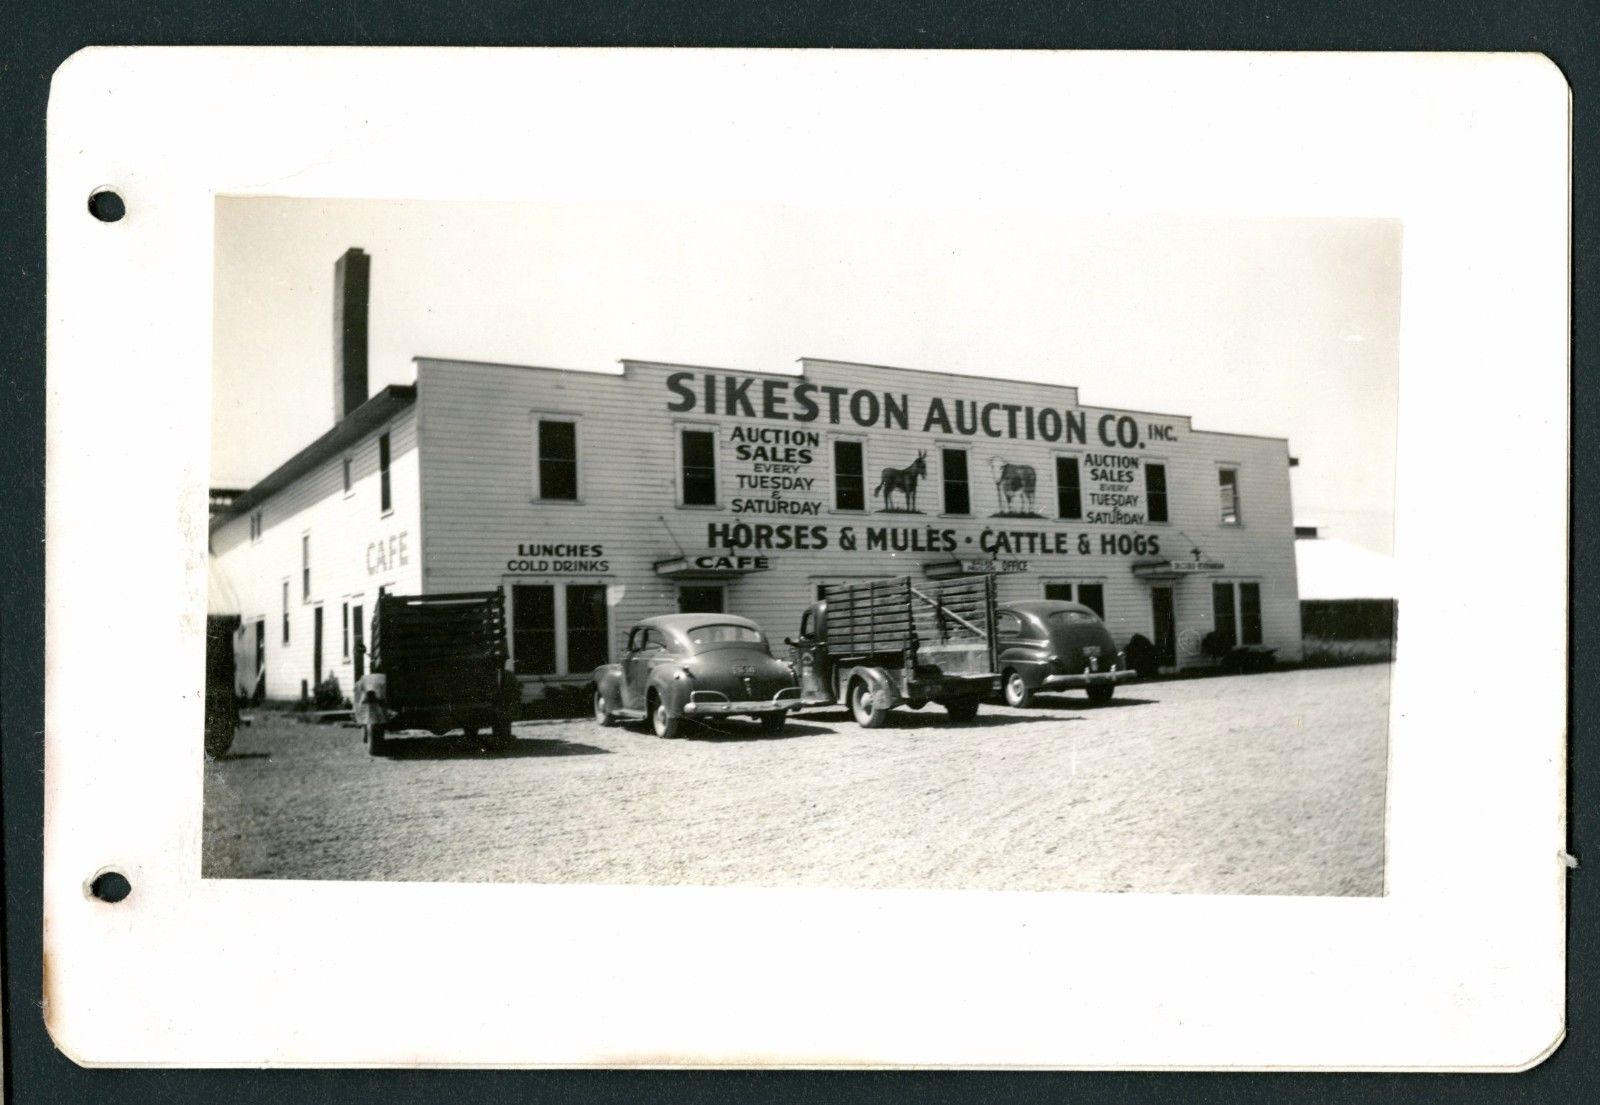 SIKESTON AUCTION CO. INC.
AUCTION
SALES
EVERY
TUESDAY
&
SATURDAY
AUCTION
SALES
EVERY
TUESDAY
&
SATURDAY
HORSES & MULES · CATTLE & HOGS
LUNCHES
COLD DRINKS
CAFE
CAFE
OFFICE